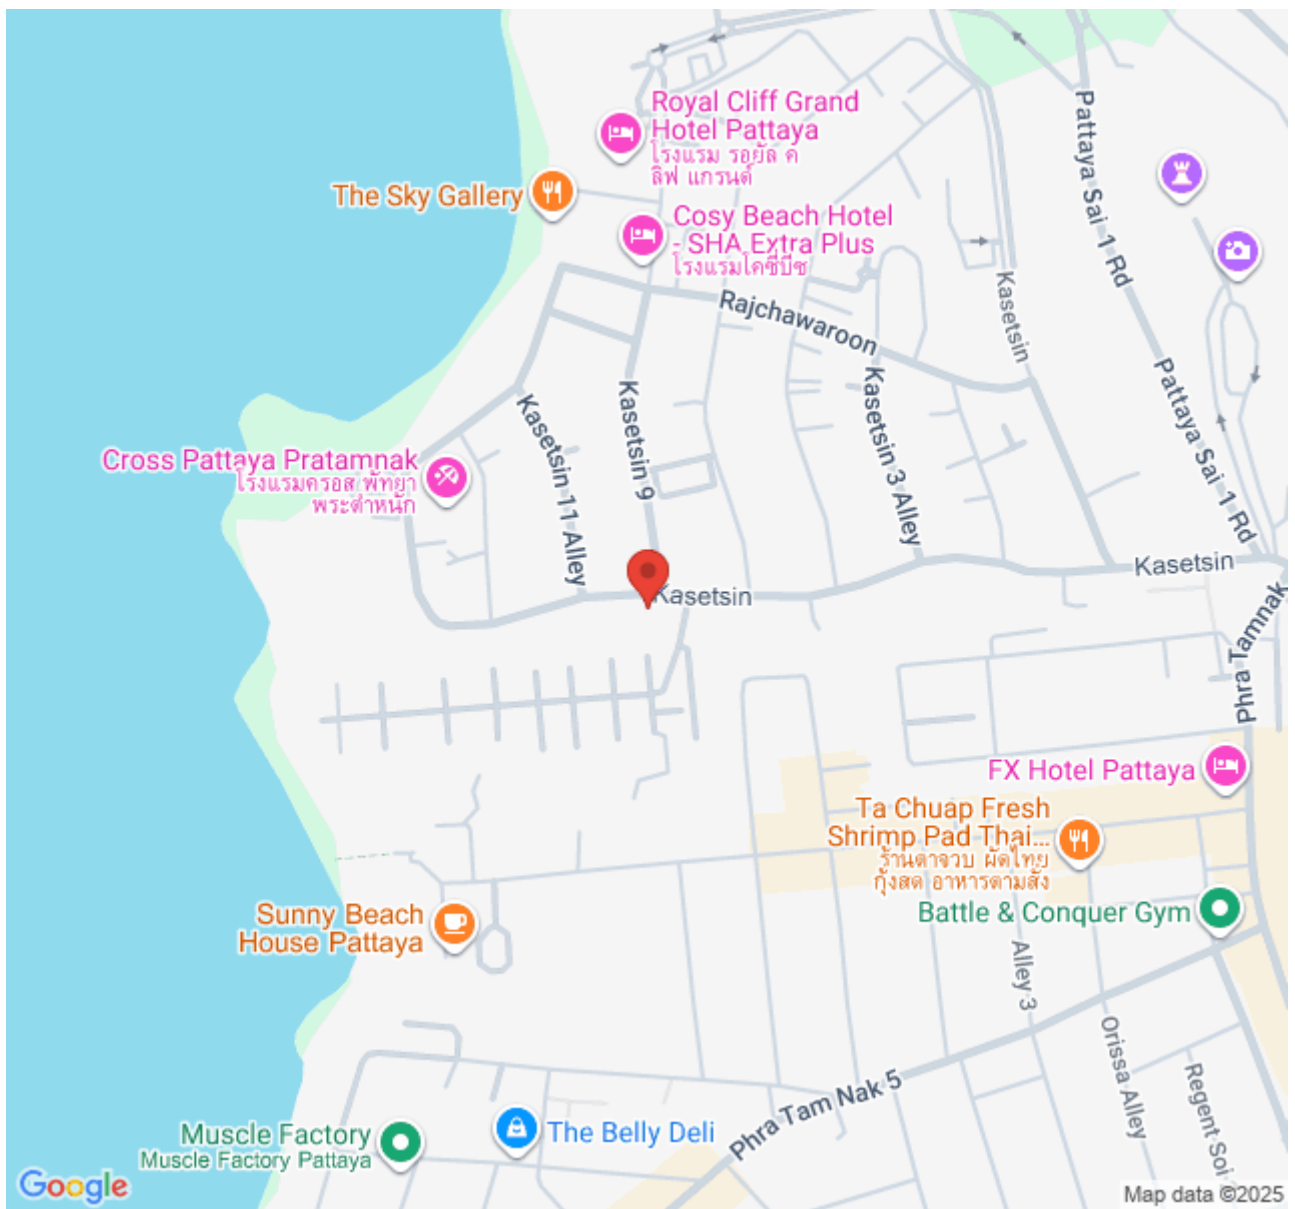 Royal Cliff Grand
Hotel Pattaya
โรงแรม รอยัล ค
ลิฟ แกรนด์
Pattaya Sai 1 Rd
The Sky Gallery
Cosy Beach Hotel
- SHA Extra Plus
โรงแรมโคซี่บีช
Kasetsin
Rajchawaroon
Pattaya Sai 1 Rd
Kasetsin 11 Alley
Kasetsin 9
Kasetsin 3 Alley
Cross Pattaya Pratamnak
โรงแรมครอส พัทยา
พระตำหนัก
Kasetsin
Kasetsin
Phra Tamnak
FX Hotel Pattaya
Ta Chuap Fresh
Shrimp Pad Thai...
ร้านตาจวบ ผัดไทย
กุ้งสด อาหารตามสั่ง
Battle & Conquer Gym
Sunny Beach
House Pattaya
Alley 3
Orissa Alley
Regent Soi
Phra Tam Nak 5
The Belly Deli
Muscle Factory
Muscle Factory Pattaya
Google
Map data ©2025